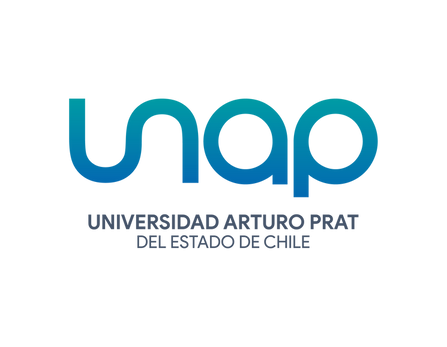 unap
UNIVERSIDAD ARTURO PRAT
DEL ESTADO DE CHILE